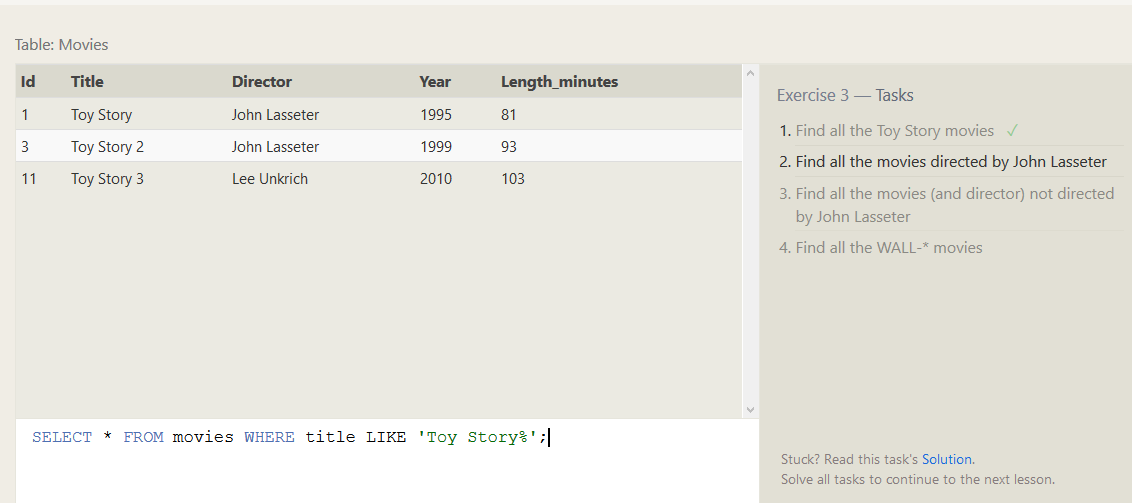 Table: Movies
Id Title Director Year Length_minutes
1 Toy Story John Lasseter 1995 81
3 Toy Story 2 John Lasseter 1999 93
11 Toy Story 3 Lee Unkrich 2010 103
SELECT * FROM movies WHERE title LIKE 'Toy Story%';
Exercise 3 — Tasks
1. Find all the Toy Story movies ✓
2. Find all the movies directed by John Lasseter
3. Find all the movies (and director) not directed
by John Lasseter
4. Find all the WALL-* movies
Stuck? Read this task's Solution.
Solve all tasks to continue to the next lesson.